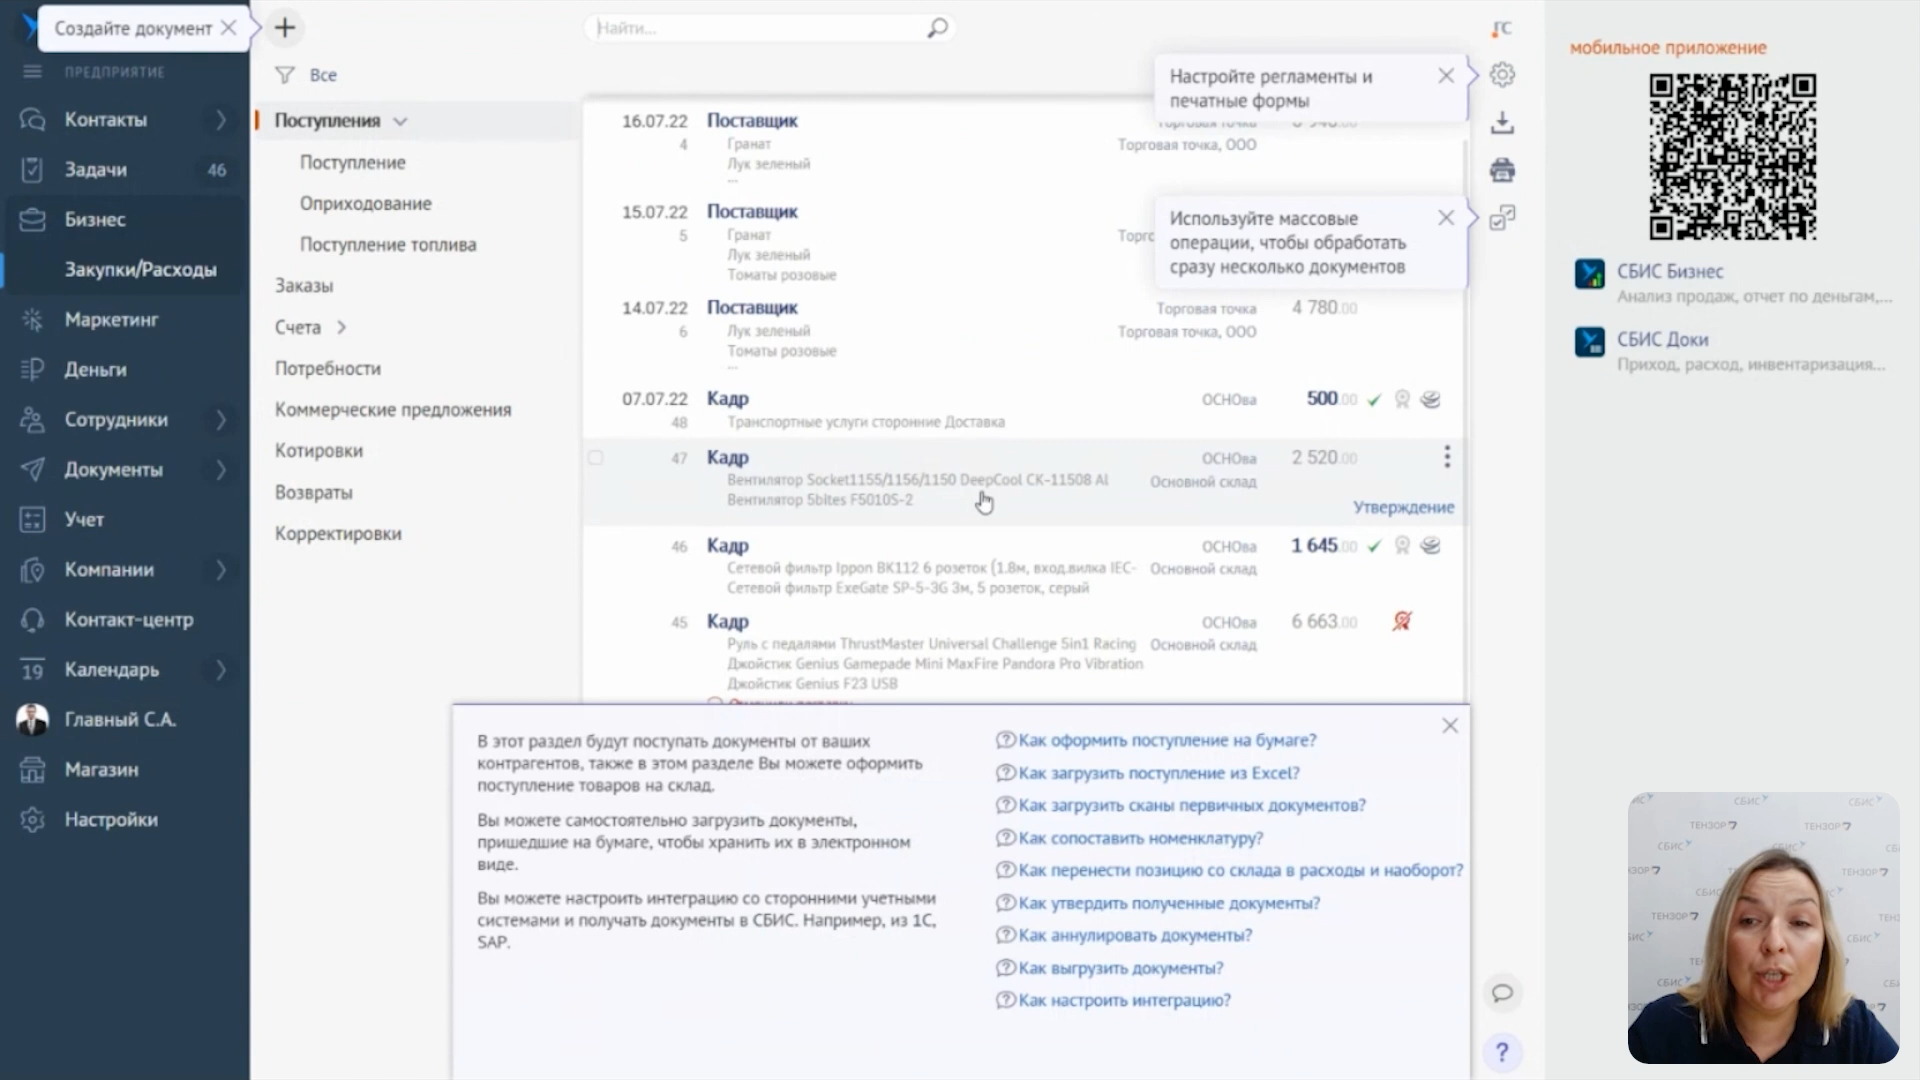 Создайте документ
ПРЕДПРИЯТИЕ
Контакты
Задачи 46
Бизнес
Закупки/Расходы
Маркетинг
Деньги
Сотрудники
Документы
Учет
Компании
Контакт-центр
19 Календарь
Главный С.А.
Магазин
Настройки
Найти...
Все
Поступления
Поступление
Оприходование
Поступление топлива
Заказы
Счета
Потребности
Коммерческие предложения
Котировки
Возвраты
Корректировки
16.07.22 Поставщик Торговая точка
4 Гранат Торговая точка, ООО
Лук зеленый
...
15.07.22 Поставщик
5 Гранат
Лук зеленый
Томаты розовые
14.07.22 Поставщик Торговая точка 4 780.00
6 Лук зеленый Торговая точка, ООО
Томаты розовые
...
07.07.22 Кадр ОСНОва 500.00
48 Транспортные услуги сторонние Доставка
47 Кадр ОСНОва 2 520.00
Вентилятор Socket1155/1156/1150 DeepCool CK-11508 Al Основной склад
Вентилятор 5bites F5010S-2 Утверждение
46 Кадр ОСНОва 1 645.00
Сетевой фильтр Ippon BK112 6 розеток (1.8м, вход.вилка IEC- Основной склад
Сетевой фильтр ExeGate SP-5-3G 3м, 5 розеток, серый
45 Кадр ОСНОва 6 663.00
Руль с педалями ThrustMaster Universal Challenge 5in1 Racing Основной склад
Джойстик Genius Gamepade Mini MaxFire Pandora Pro Vibration
Джойстик Genius F23 USB
Настройте регламенты и
печатные формы
Используйте массовые
операции, чтобы обработать
сразу несколько документов
ГС
В этот раздел будут поступать документы от ваших
контрагентов, также в этом разделе Вы можете оформить
поступление товаров на склад.
Вы можете самостоятельно загрузить документы,
пришедшие на бумаге, чтобы хранить их в электронном
виде.
Вы можете настроить интеграцию со сторонними учетными
системами и получать документы в СБИС. Например, из 1С,
SAP.
Как оформить поступление на бумаге?
Как загрузить поступление из Excel?
Как загрузить сканы первичных документов?
Как сопоставить номенклатуру?
Как перенести позицию со склада в расходы и наоборот?
Как утвердить полученные документы?
Как аннулировать документы?
Как выгрузить документы?
Как настроить интеграцию?
?
мобильное приложение
СБИС Бизнес
Анализ продаж, отчет по деньгам,...
СБИС Доки
Приход, расход, инвентаризация...
СБИС СБИС
ТЕНЗОР ТЕНЗОР
СБИС СБИС
ТЕНЗОР
ТЕНЗОР
СБИС
СБИС